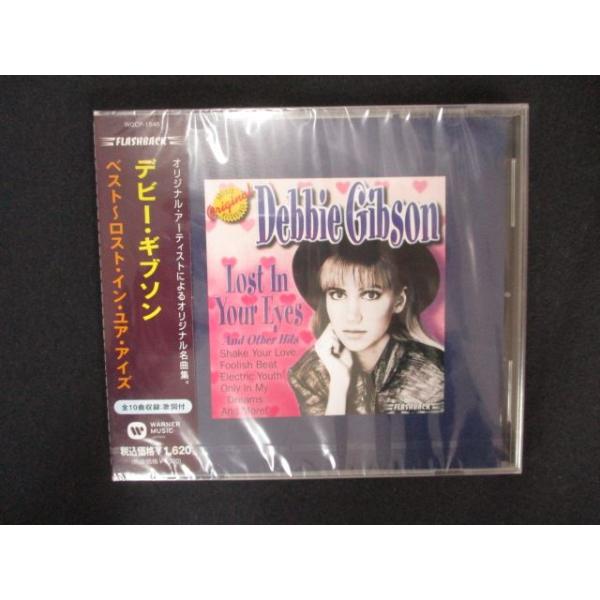 FLASHBACK
オリジナル・アーティストによるオリジナル名曲集。
デビー・ギブソン
ベスト〜ロスト・イン・ユア・アイズ
全10曲収録:歌詞付
WARNER MUSIC
税込価格¥1,620
Original
Debbie Gibson
Lost In
Your Eyes
And Other Hits
Shake Your Love
Foolish Beat
Electric Youth
Only In My
Dreams
And More!
FLASHBACK